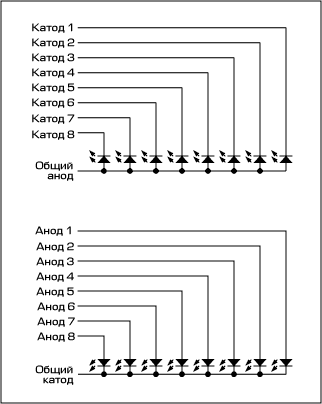 Катод 1
Катод 2
Катод 3
Катод 4
Катод 5
Катод 6
Катод 7
Катод 8
Общий
анод
Анод 1
Анод 2
Анод 3
Анод 4
Анод 5
Анод 6
Анод 7
Анод 8
Общий
катод